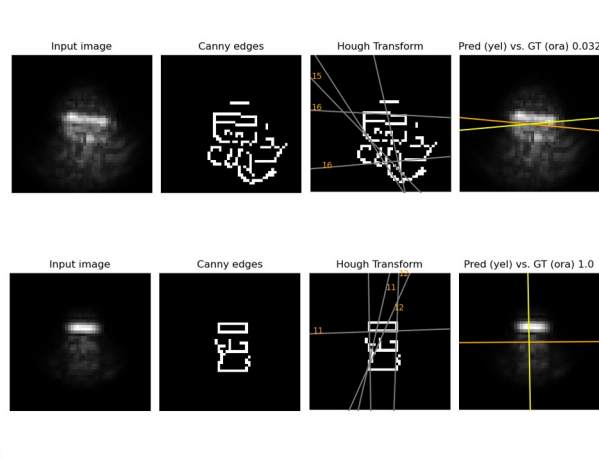 Input image
Canny edges
Hough Transform
Pred (yel) vs. GT (ora) 0.032
15
16
16
Input image
Canny edges
Hough Transform
Pred (yel) vs. GT (ora) 1.0
11
12
11